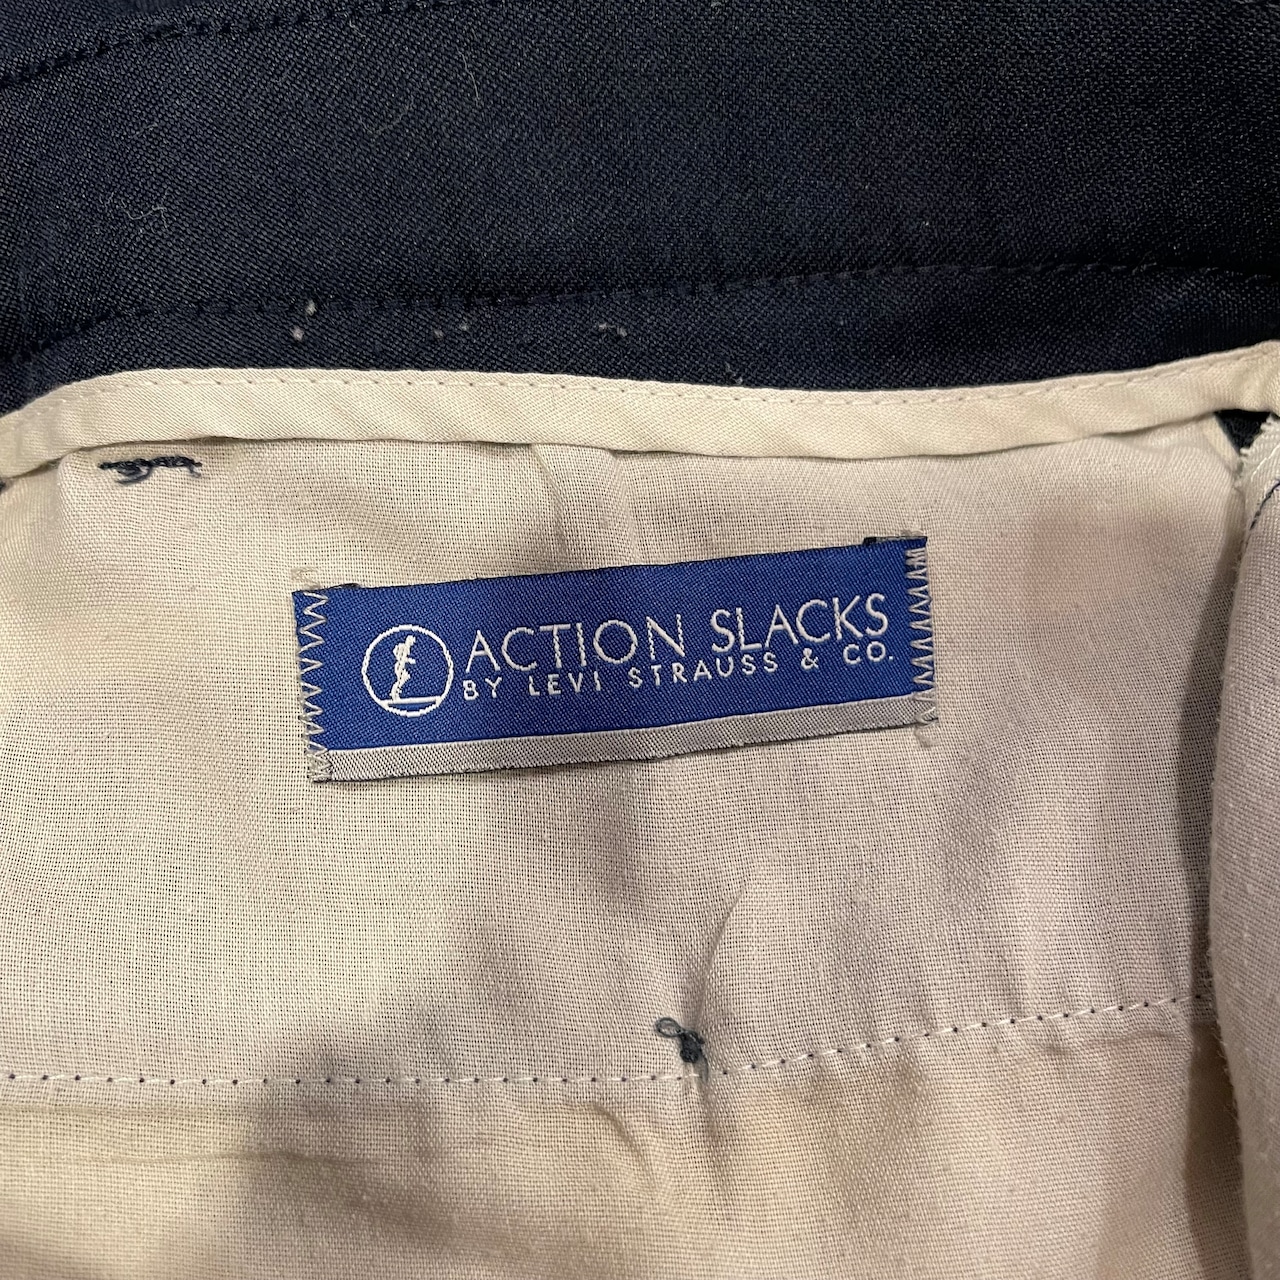 ACTION SLACKS
BY LEVI STRAUSS & CO.